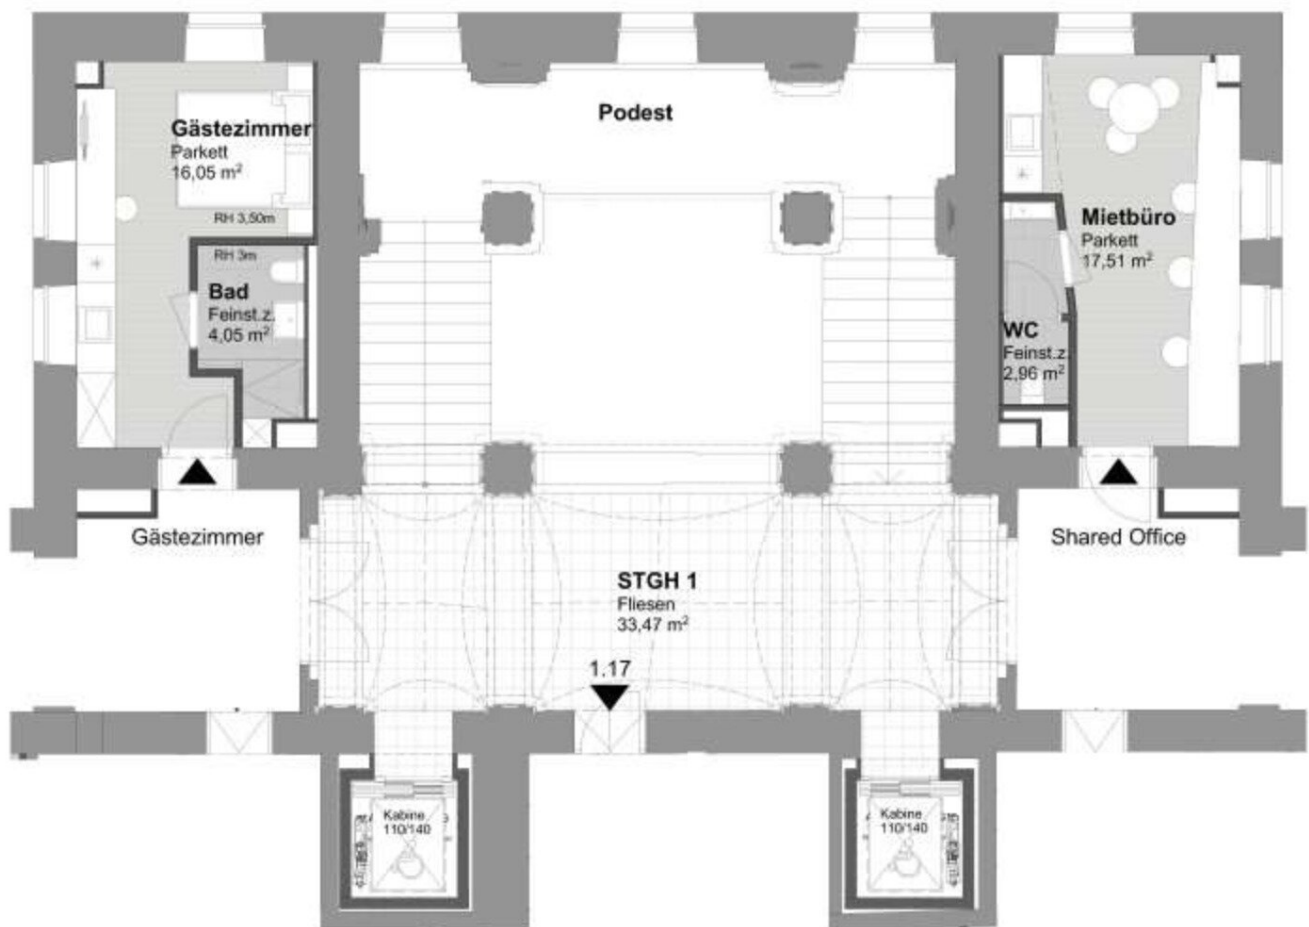 Podest
Gästezimmer
Parkett
16,05 m²
RH 3,50m
RH 3m
Bad
Feinst.z.
4,05 m²
Mietbüro
Parkett
17,51 m²
WC
Feinst.z.
2,96 m²
Gästezimmer
Shared Office
STGH 1
Fliesen
33,47 m²
1.17
Kabine
110/140
Kabine
110/140